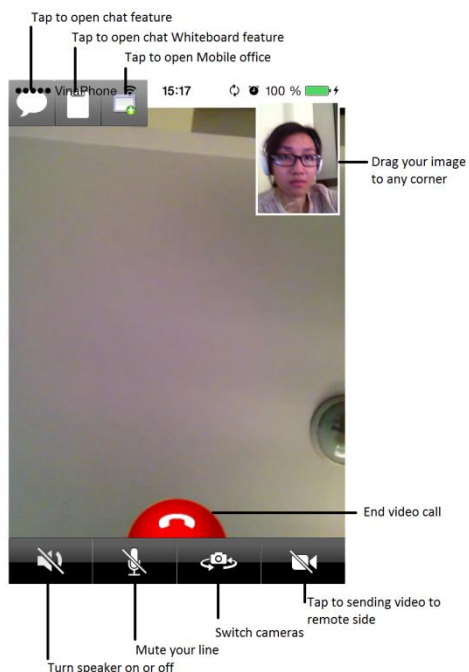 Tap to open chat feature
Tap to open chat Whiteboard feature
Tap to open Mobile office
VinaPhone 15:17 100 %
Drag your image
to any corner
End video call
Tap to sending video to
remote side
Switch cameras
Mute your line
Turn speaker on or off